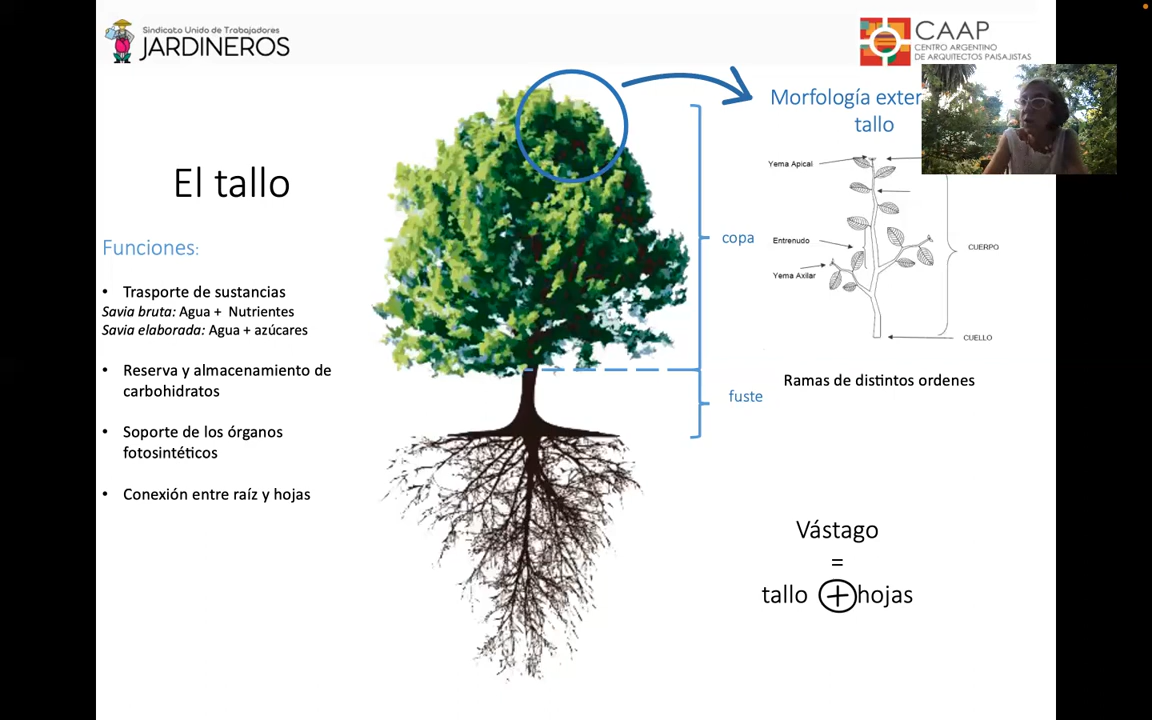 Sindicato Unido de Trabajadores
JARDINEROS
CAAP
CENTRO ARGENTINO
DE ARQUITECTOS PAISAJISTAS
El tallo
Funciones:
• Trasporte de sustancias
Savia bruta: Agua + Nutrientes
Savia elaborada: Agua + azúcares
• Reserva y almacenamiento de
carbohidratos
• Soporte de los órganos
fotosintéticos
• Conexión entre raíz y hojas
copa
fuste
Morfología exter
tallo
Yema Apical
Entrenudo
Yema Axilar
CUERPO
CUELLO
Ramas de distintos ordenes
Vástago
=
tallo + hojas